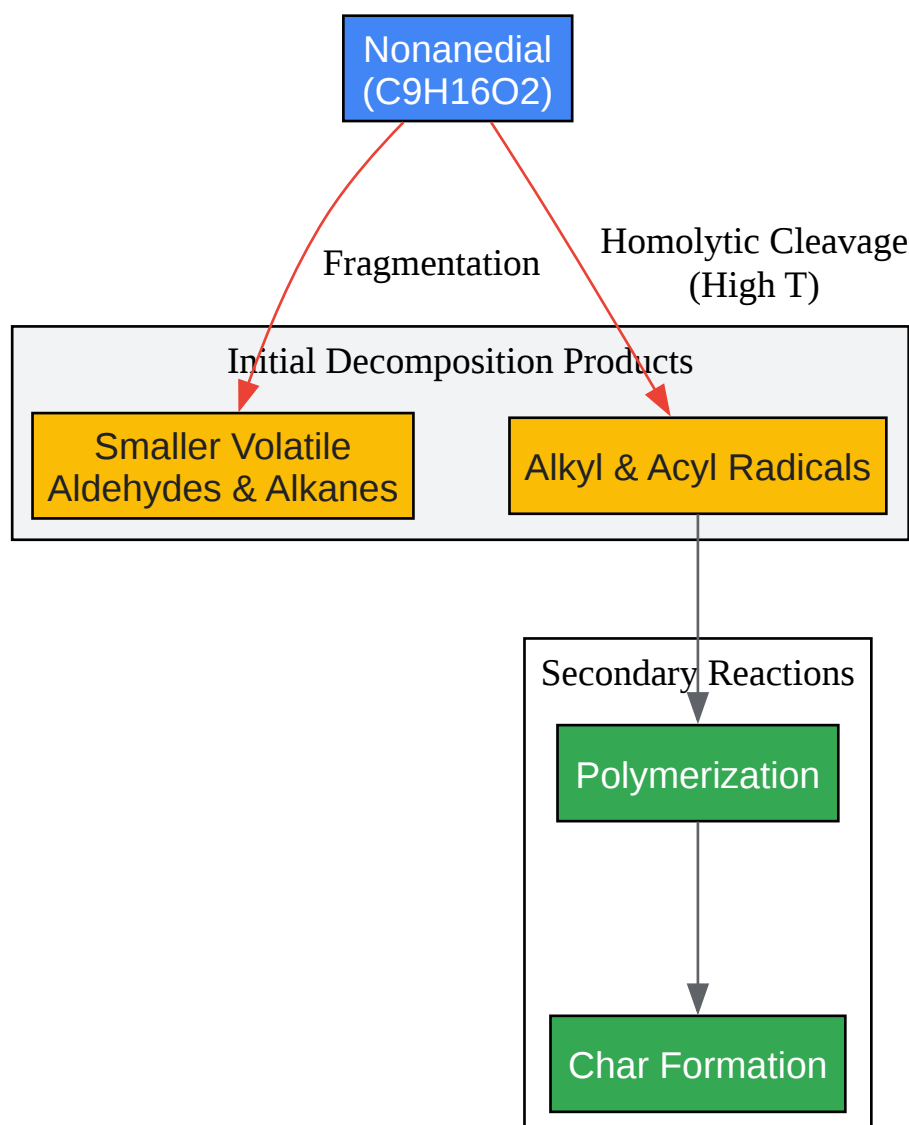 Nonanedial
(C9H16O2)
Fragmentation
Homolytic Cleavage
(High T)
Initial Decomposition Products
Smaller Volatile
Aldehydes & Alkanes
Alkyl & Acyl Radicals
Secondary Reactions
Polymerization
Char Formation